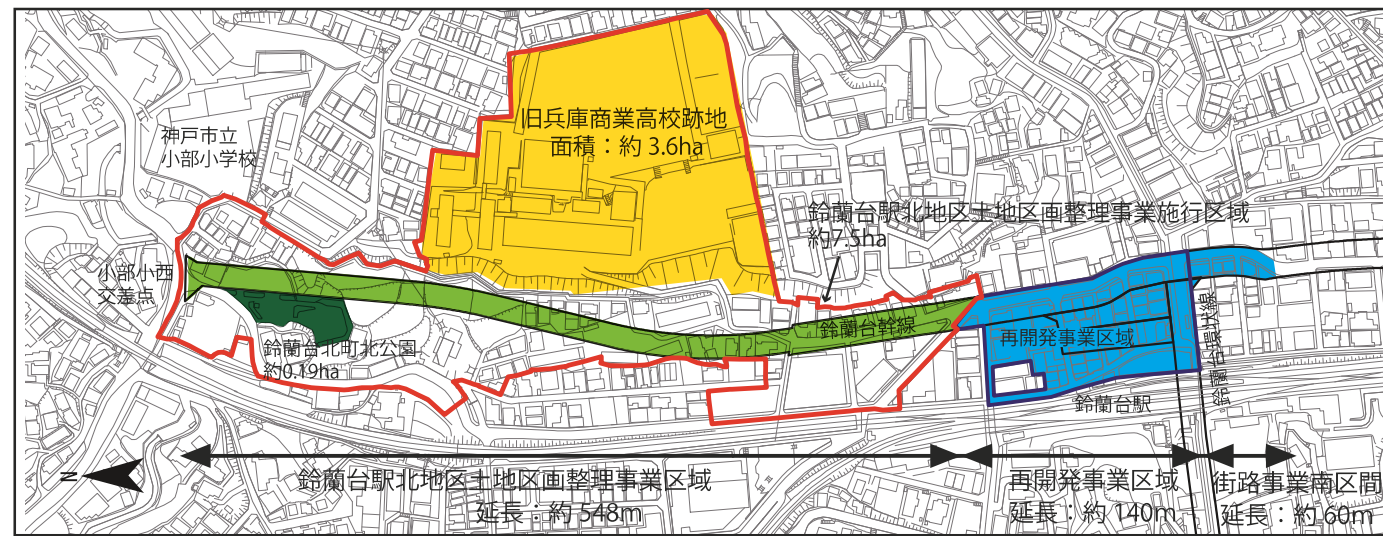 旧兵庫商業高校跡地
面積：約 3.6ha
神戸市立
小部小学校
鈴蘭台駅北地区土地区画整理事業施行区域
約7.5ha
小部小西
交差点
鈴蘭台幹線
再開発事業区域
鈴蘭台環状線
鈴蘭台北町北公園
約0.19ha
鈴蘭台駅
N
鈴蘭台駅北地区土地区画整理事業区域
延長：約 548m
再開発事業区域
延長：約 140m
街路事業南区間
延長：約 60m